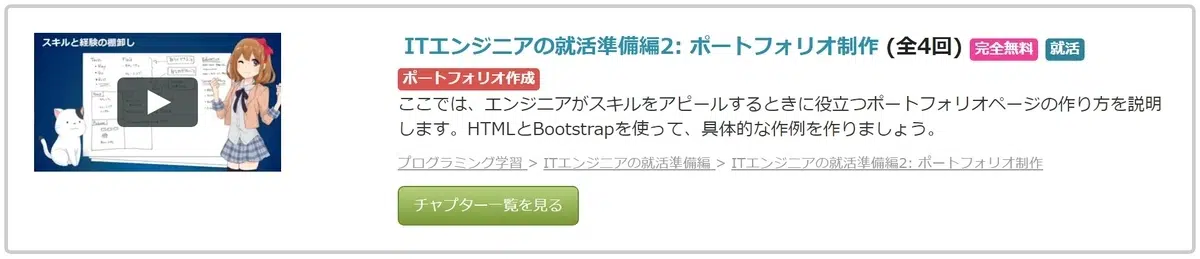 スキルと経験の棚卸し
ITエンジニアの就活準備編2: ポートフォリオ制作 (全4回) 完全無料 就活
ポートフォリオ作成
ここでは、エンジニアがスキルをアピールするときに役立つポートフォリオページの作り方を説明
します。HTMLとBootstrapを使って、具体的な作例を作りましょう。
プログラミング学習 > ITエンジニアの就活準備編 > ITエンジニアの就活準備編2: ポートフォリオ制作
チャプター一覧を見る